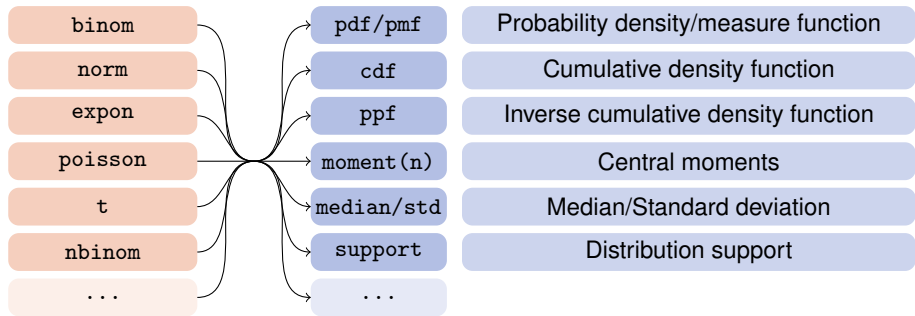 binom pdf/pmf Probability density/measure function
norm cdf Cumulative density function
expon ppf Inverse cumulative density function
poisson moment(n) Central moments
t median/std Median/Standard deviation
nbinom support Distribution support
... ...